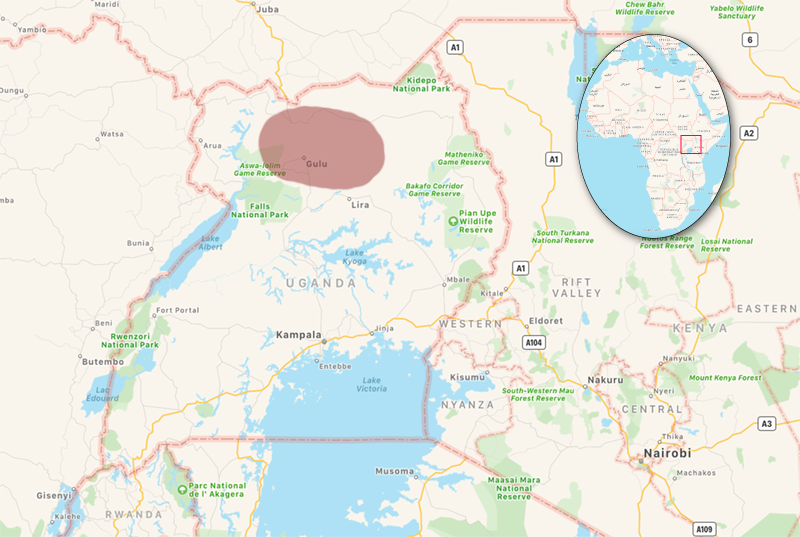 Maridi
Juba
Yambio
Chew Bahr
Wildlife Reserve
Yabelo Wildlife
Sanctuary
6
A1
Kidepo
National Park
Dungu
Watsa
Arua
A2
Gulu
Aswa-lolim
Game Reserve
Matheniko
Game Reserve
A1
Bakafo Corridor
Game Reserve
Lira
Falls
National Park
Pian Upe
Wildlife
Reserve
Bunia
Lake
Albert
Lake
Kyoga
South Turkana
National Reserve
Losai National
Reserve
Range
Forest Reserve
A1
UGANDA
Mbale
Kitale
RIFT
VALLEY
Fort Portal
EASTERN
Beni
Rwenzori
National Park
Butembo
Kampala
Jinja
WESTERN
Eldoret
KENYA
A104
Entebbe
Nanyuki
Lac
Édouard
Lake
Victoria
Kisumu
Nakuru
Mount Kenya Forest
South-Western Mau
Forest Reserve
Nyeri
NYANZA
CENTRAL
A3
Thika
Nairobi
Musoma
Machakos
Parc National
de l' Akagera
Maasai Mara
National
Reserve
Gisenyi
Kalehe
RWANDA
A109